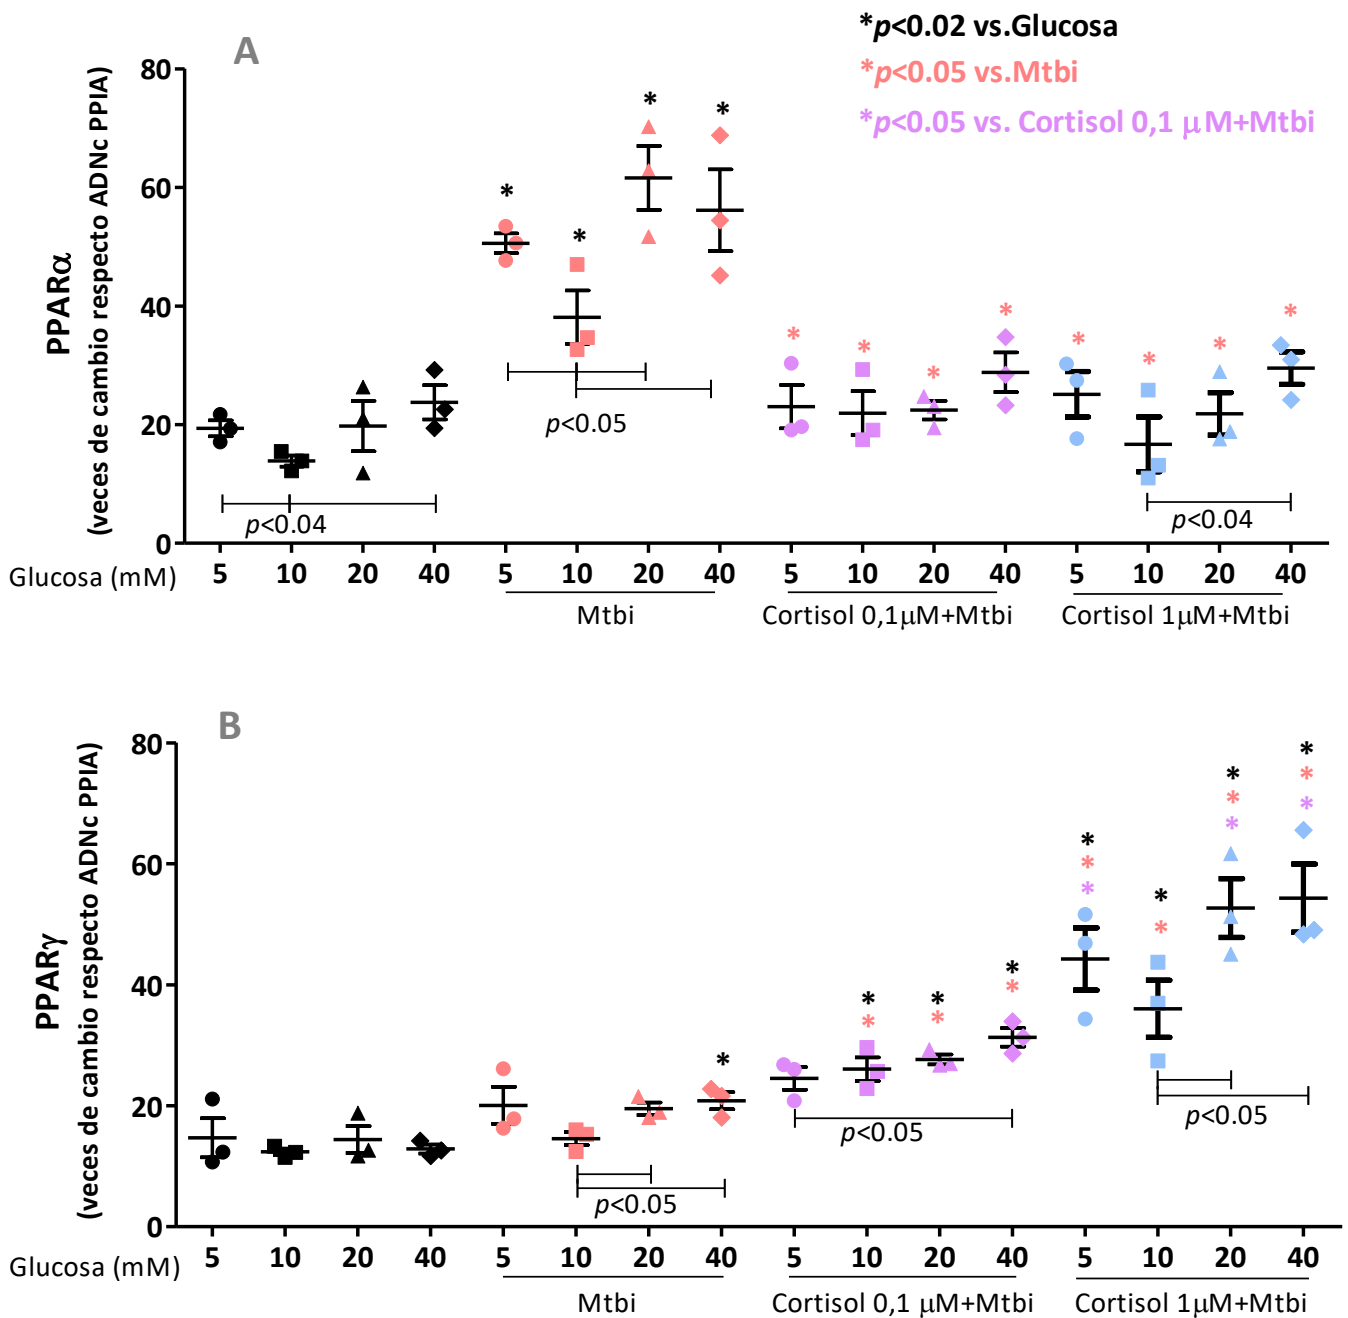 *p<0.02 vs.Glucosa
*p<0.05 vs.Mtbi
*p<0.05 vs. Cortisol 0,1 μM+Mtbi
A
PPARα
(veces de cambio respecto ADNc PPIA)
80
60
40
20
0
* * * *
* * * * * * * *
p<0.04
p<0.05
p<0.04
Glucosa (mM) 5 10 20 40 5 10 20 40 5 10 20 40 5 10 20 40
Mtbi Cortisol 0,1μM+Mtbi Cortisol 1μM+Mtbi
B
PPARγ
(veces de cambio respecto ADNc PPIA)
80
60
40
20
0
* * * * * * * *
* * * * * * *
* * *
p<0.05
p<0.05
p<0.05
Glucosa (mM) 5 10 20 40 5 10 20 40 5 10 20 40 5 10 20 40
Mtbi Cortisol 0,1 μM+Mtbi Cortisol 1μM+Mtbi